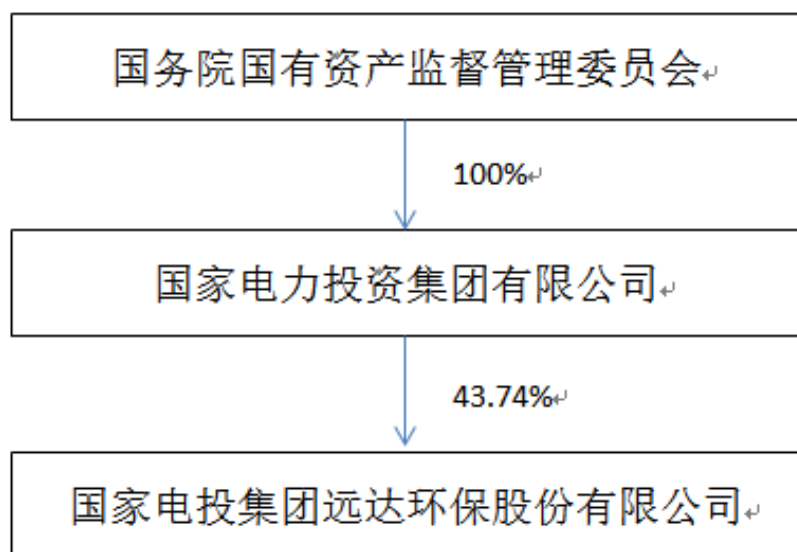 国务院国有资产监督管理委员会
100%
国家电力投资集团有限公司
43.74%
国家电投集团远达环保股份有限公司